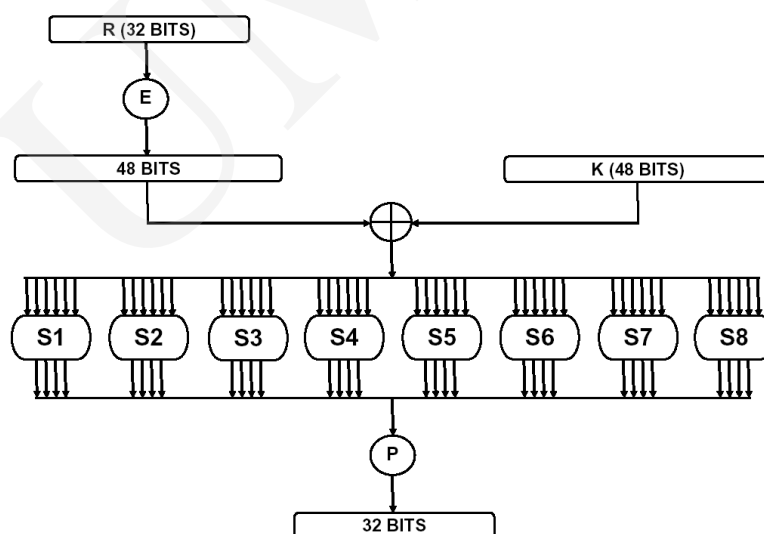 R (32 BITS)
E
48 BITS
K (48 BITS)
S1 S2 S3 S4 S5 S6 S7 S8
P
32 BITS